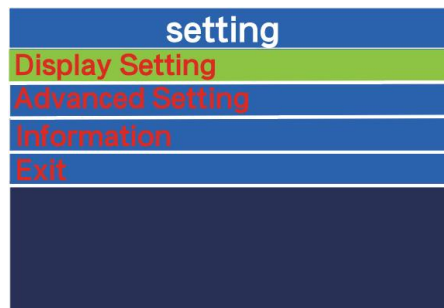 setting
Display Setting
Advanced Setting
Information
Exit